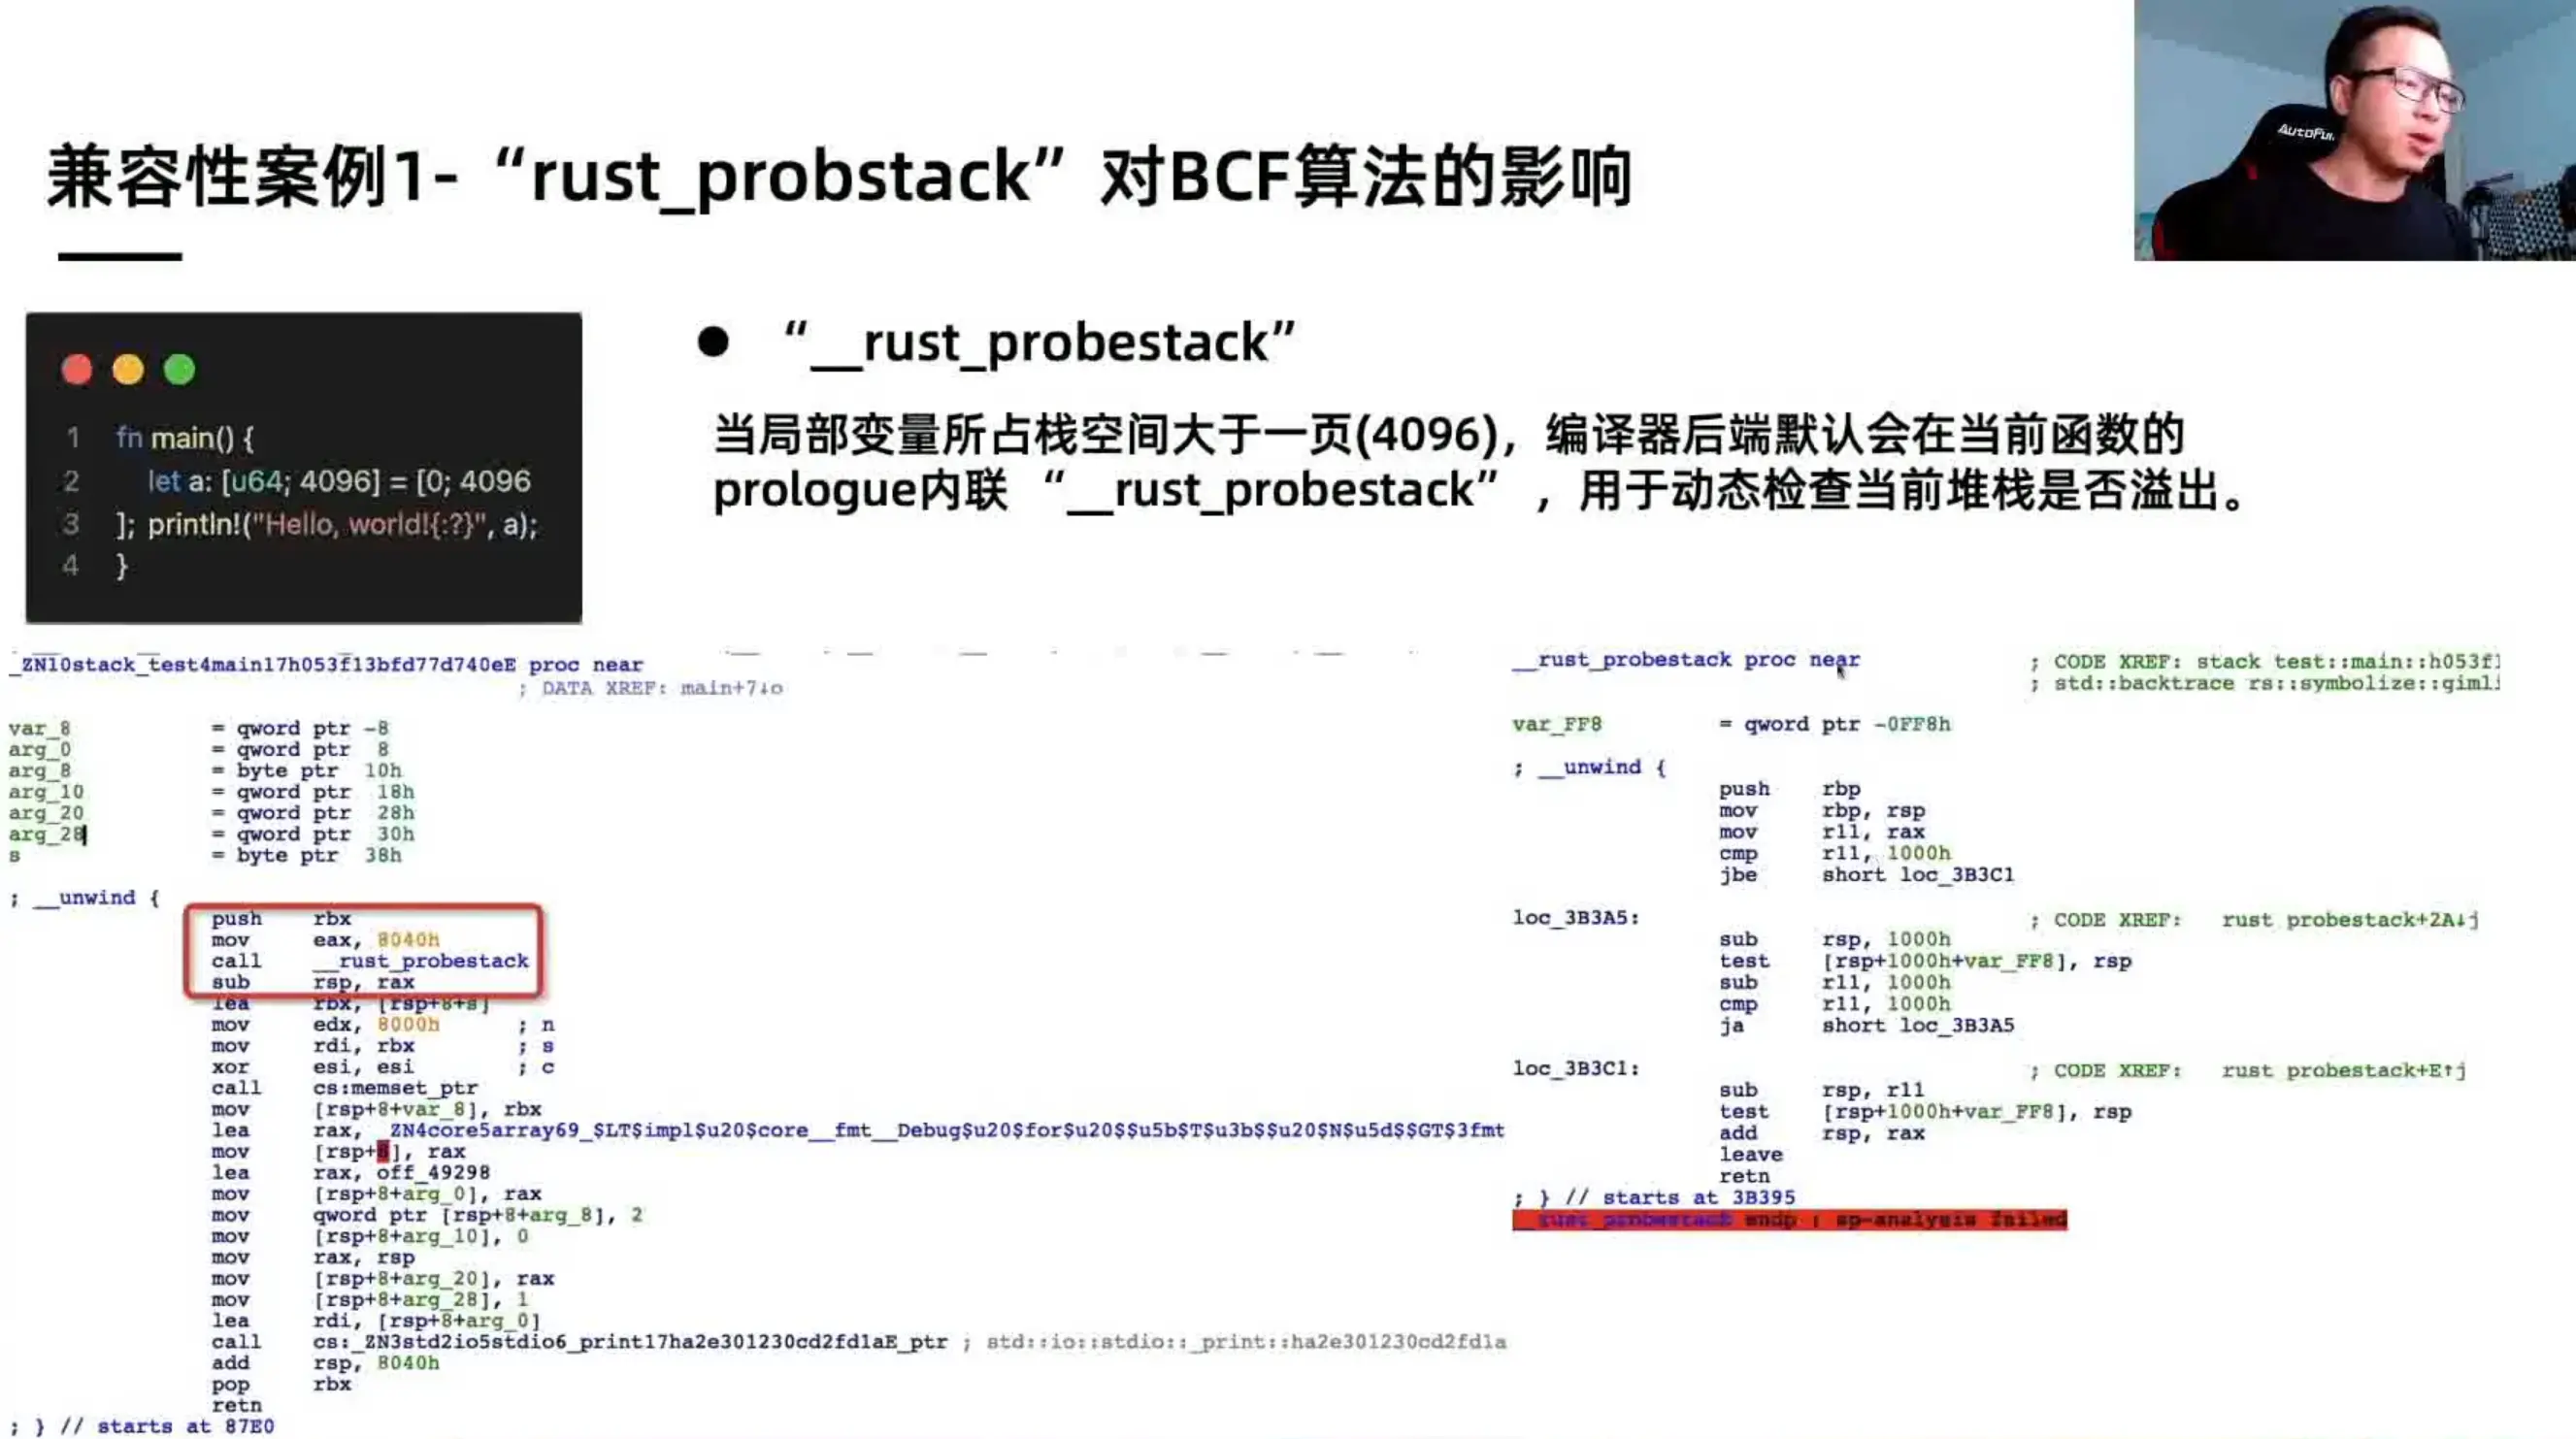 兼容性案例1-“rust_probstack”对BCF算法的影响
AutoFu
1 fn main() {
2 let a: [u64; 4096] = [0; 4096
3 ]; println!("Hello, world!{:?}", a);
4 }
● “__rust_probestack”
当局部变量所占栈空间大于一页(4096)，编译器后端默认会在当前函数的
prologue内联 “__rust_probestack” ，用于动态检查当前堆栈是否溢出。
_ZN10stack_test4main17h053f13bfd77d740eE proc near
; DATA XREF: main+7↓o
var_8 = qword ptr -8
arg_0 = qword ptr 8
arg_8 = byte ptr 10h
arg_10 = qword ptr 18h
arg_20 = qword ptr 28h
arg_28 = qword ptr 30h
s = byte ptr 38h
; __unwind {
push rbx
mov eax, 8040h
call __rust_probestack
sub rsp, rax
lea rbx, [rsp+8+s]
mov edx, 8000h ; n
mov rdi, rbx ; s
xor esi, esi ; c
call cs:memset_ptr
mov [rsp+8+var_8], rbx
lea rax, _ZN4core5array69_$LT$impl$u20$core__fmt__Debug$u20$for$u20$$u5b$T$u3b$$u20$N$u5d$$GT$3fmt
mov [rsp+8], rax
lea rax, off_49298
mov [rsp+8+arg_0], rax
mov qword ptr [rsp+8+arg_8], 2
mov [rsp+8+arg_10], 0
mov rax, rsp
mov [rsp+8+arg_20], rax
mov [rsp+8+arg_28], 1
lea rdi, [rsp+8+arg_0]
call cs:_ZN3std2io5stdio6_print17ha2e301230cd2fd1aE_ptr ; std::io::stdio::_print::ha2e301230cd2fd1a
add rsp, 8040h
pop rbx
retn
; } // starts at 87E0
__rust_probestack proc near ; CODE XREF: stack test::main::h053f1
; std::backtrace rs::symbolize::gimli
var_FF8 = qword ptr -0FF8h
; __unwind {
push rbp
mov rbp, rsp
mov r11, rax
cmp r11, 1000h
jbe short loc_3B3C1
loc_3B3A5: ; CODE XREF: rust probestack+2A↓j
sub rsp, 1000h
test [rsp+1000h+var_FF8], rsp
sub r11, 1000h
cmp r11, 1000h
ja short loc_3B3A5
loc_3B3C1: ; CODE XREF: rust probestack+E↑j
sub rsp, r11
test [rsp+1000h+var_FF8], rsp
add rsp, rax
leave
retn
; } // starts at 3B395
__rust_probestack endp ; sp-analysis failed